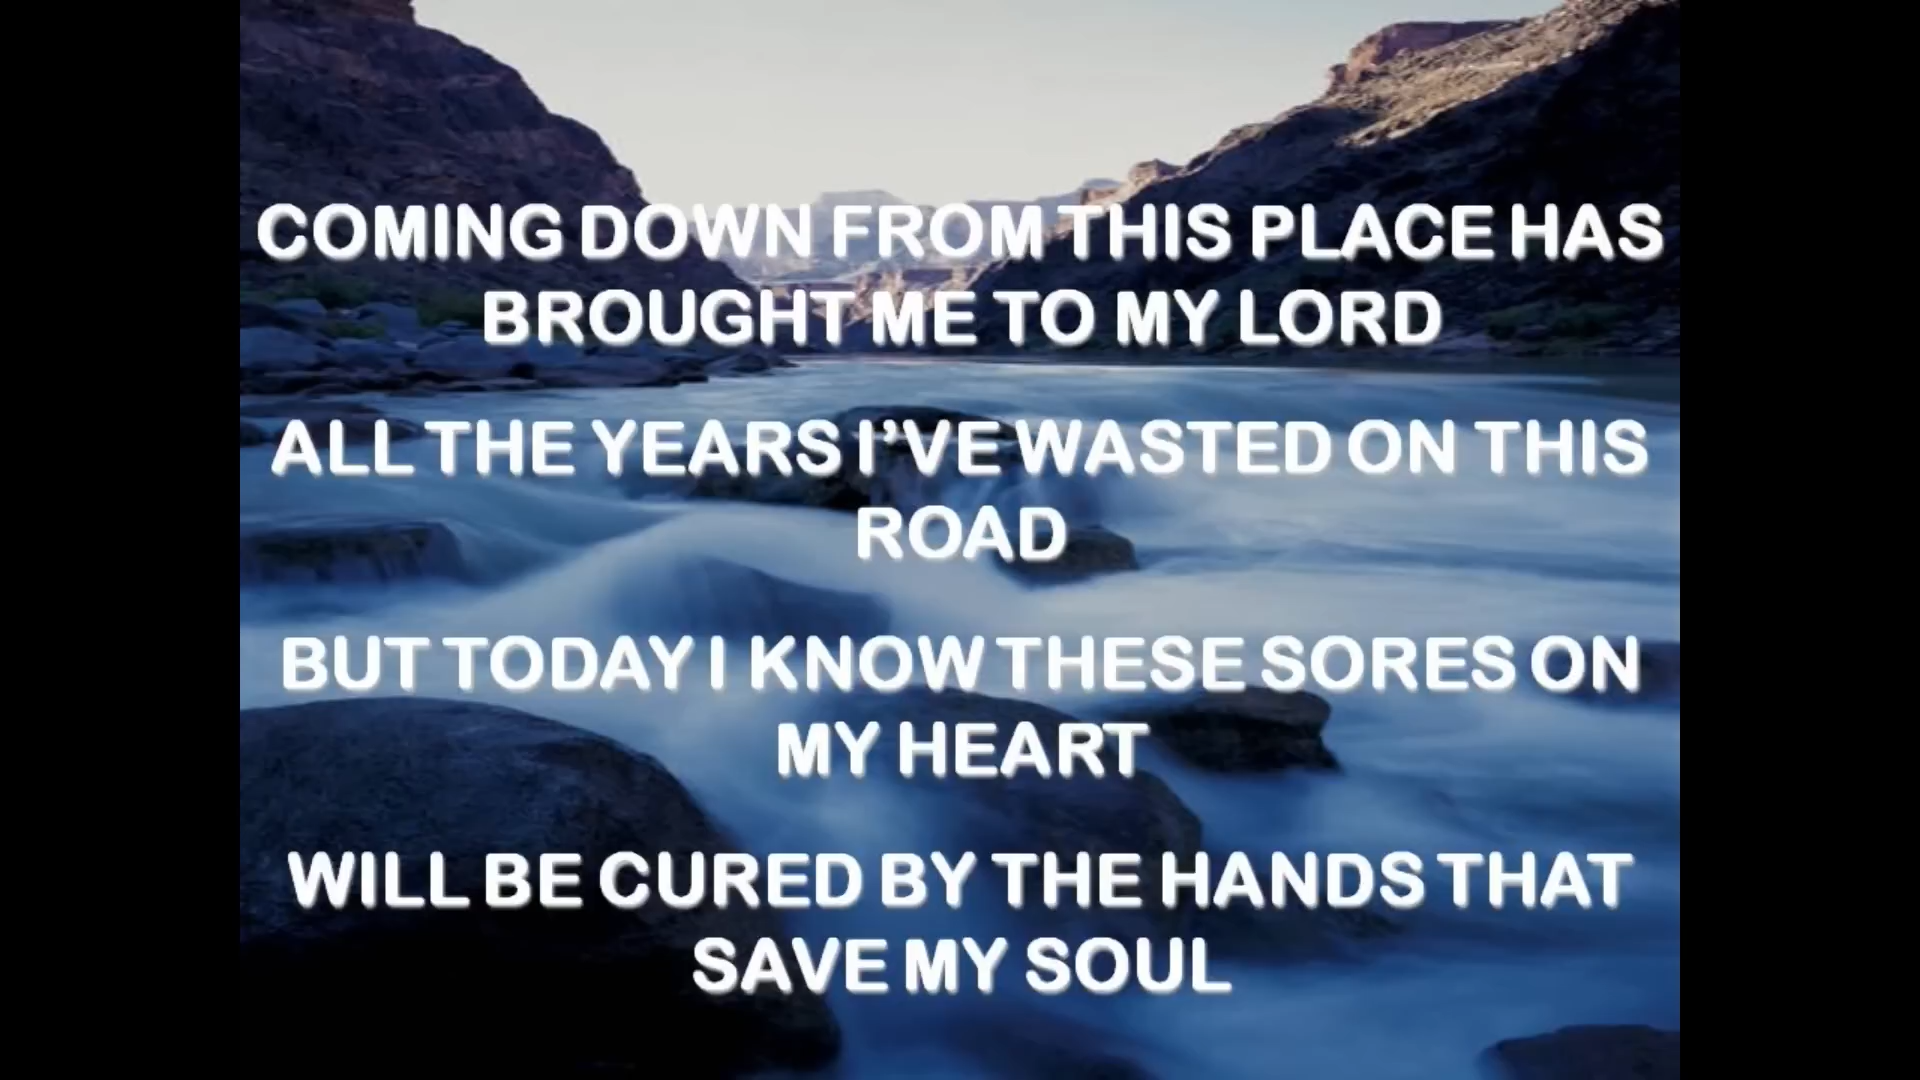 COMING DOWN FROM THIS PLACE HAS
BROUGHT ME TO MY LORD
ALL THE YEARS I’VE WASTED ON THIS
ROAD
BUT TODAY I KNOW THESE SORES ON
MY HEART
WILL BE CURED BY THE HANDS THAT
SAVE MY SOUL